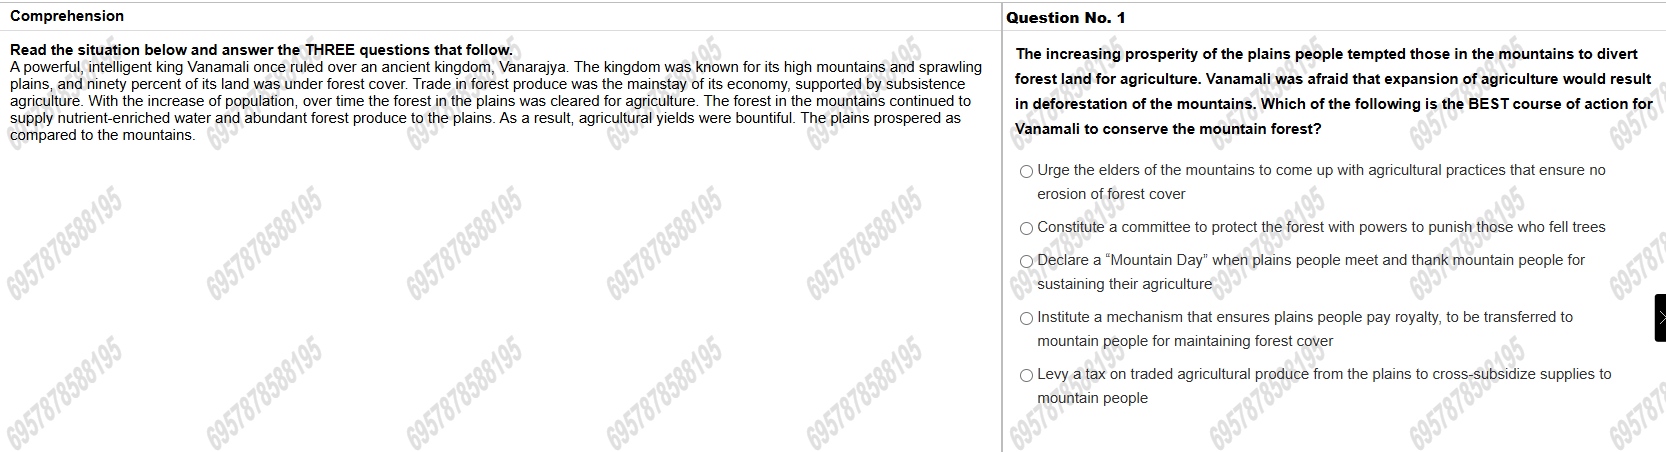 Comprehension
Read the situation below and answer the THREE questions that follow.
A powerful, intelligent king Vanamali once ruled over an ancient kingdom, Vanarajya. The kingdom was known for its high mountains and sprawling
plains, and ninety percent of its land was under forest cover. Trade in forest produce was the mainstay of its economy, supported by subsistence
agriculture. With the increase of population, over time the forest in the plains was cleared for agriculture. The forest in the mountains continued to
supply nutrient-enriched water and abundant forest produce to the plains. As a result, agricultural yields were bountiful. The plains prospered as
compared to the mountains.
Question No. 1
The increasing prosperity of the plains people tempted those in the mountains to divert
forest land for agriculture. Vanamali was afraid that expansion of agriculture would result
in deforestation of the mountains. Which of the following is the BEST course of action for
Vanamali to conserve the mountain forest?
Urge the elders of the mountains to come up with agricultural practices that ensure no
erosion of forest cover
Constitute a committee to protect the forest with powers to punish those who fell trees
Declare a “Mountain Day” when plains people meet and thank mountain people for
sustaining their agriculture
Institute a mechanism that ensures plains people pay royalty, to be transferred to
mountain people for maintaining forest cover
Levy a tax on traded agricultural produce from the plains to cross-subsidize supplies to
mountain people
6957878588195
6957878588195
6957878588195
6957878588195
6957878588195
6957878588195
6957878588195
6957878588195
6957878588195
6957878588195